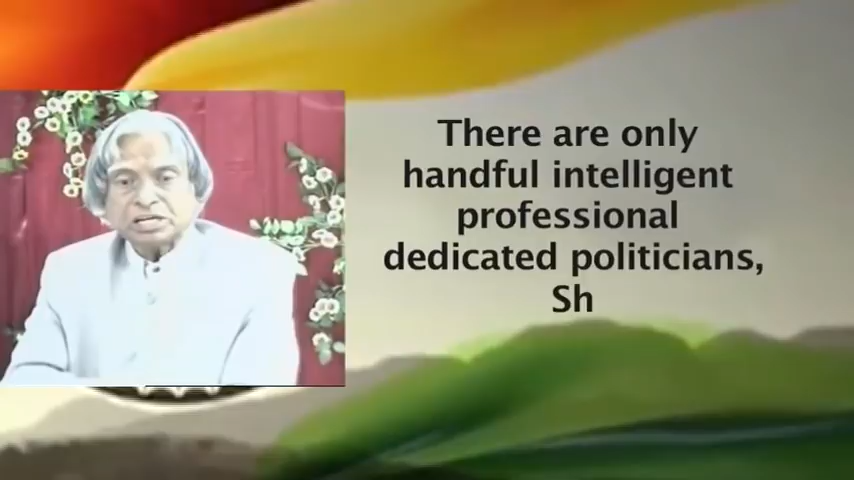 There are only
handful intelligent
professional
dedicated politicians,
Sh